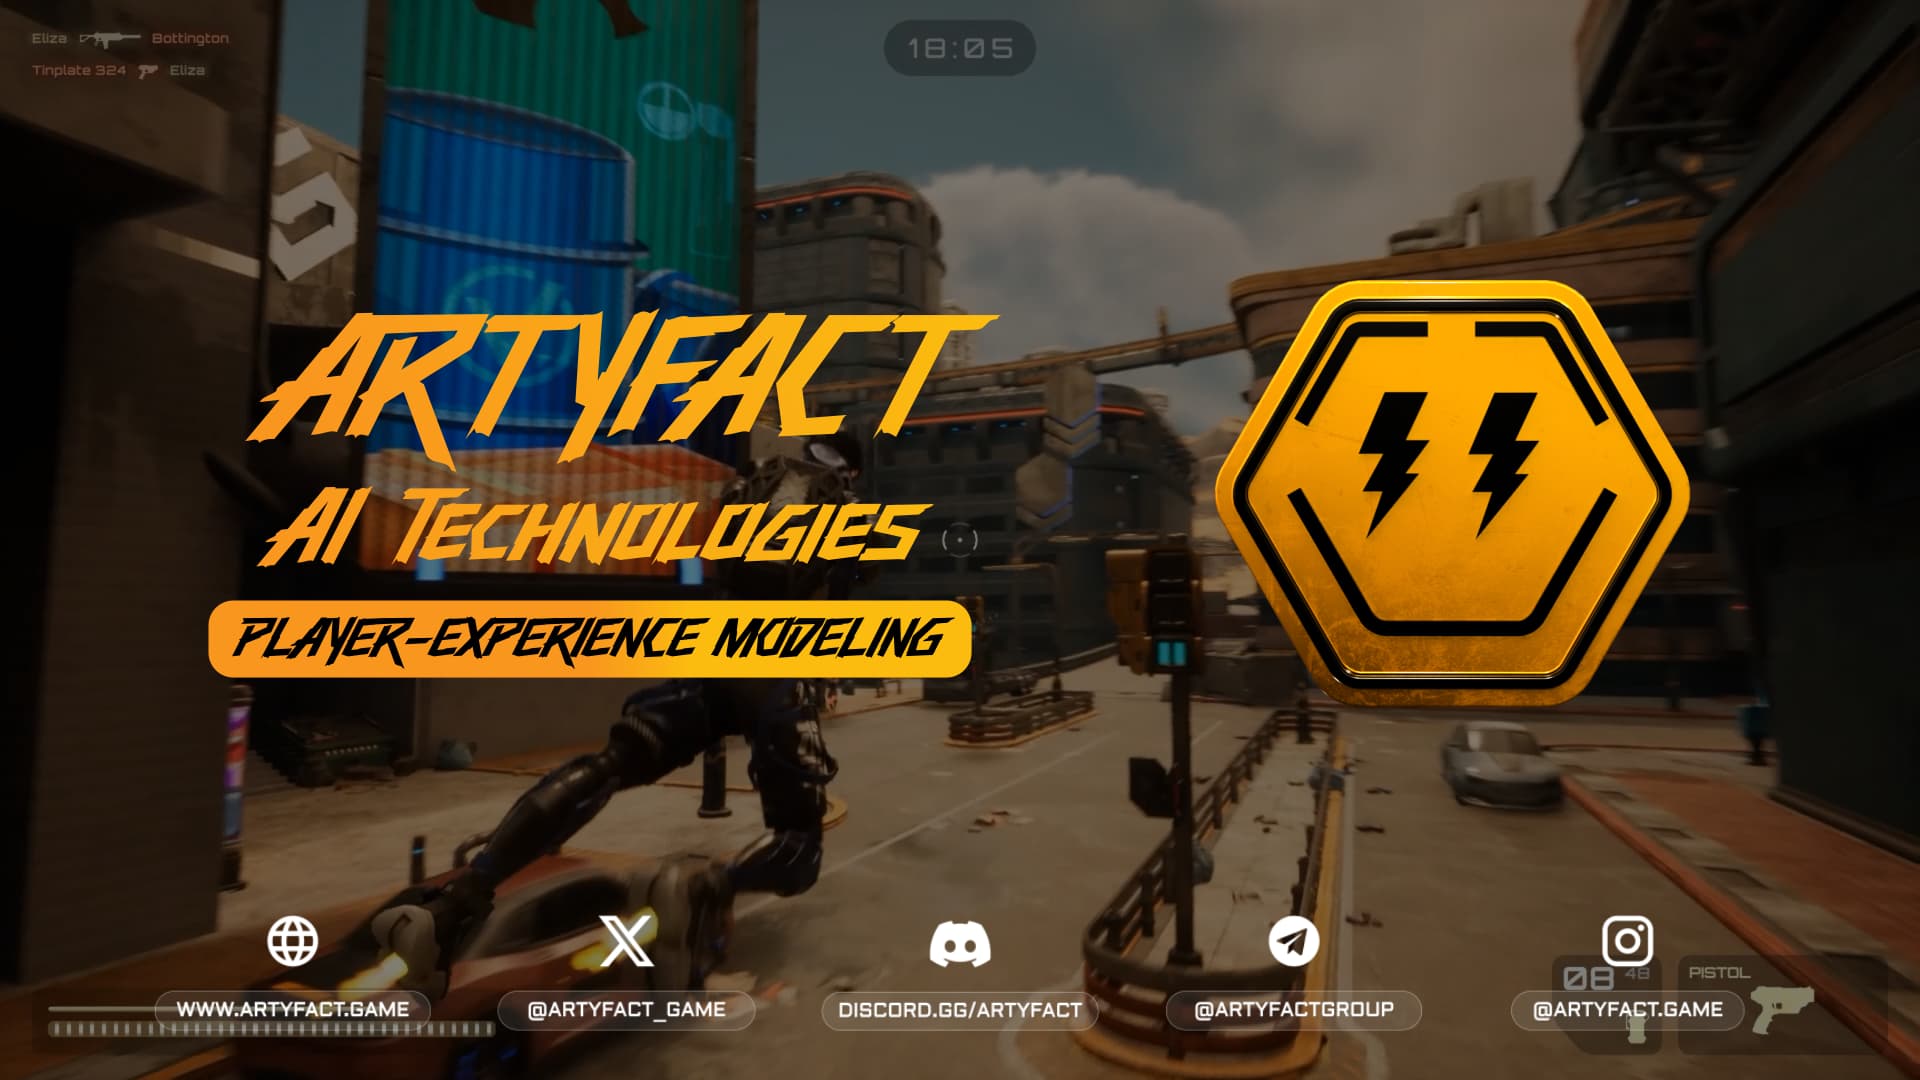 Eliza Bottington
Tinplate 324 Eliza
18:05
ARTYFACT
AI TECHNOLOGIES
PLAYER-EXPERIENCE MODELING
WWW.ARTYFACT.GAME
@ARTYFACT_GAME
DISCORD.GG/ARTYFACT
@ARTYFACTGROUP
@ARTYFACT.GAME
08 48
PISTOL